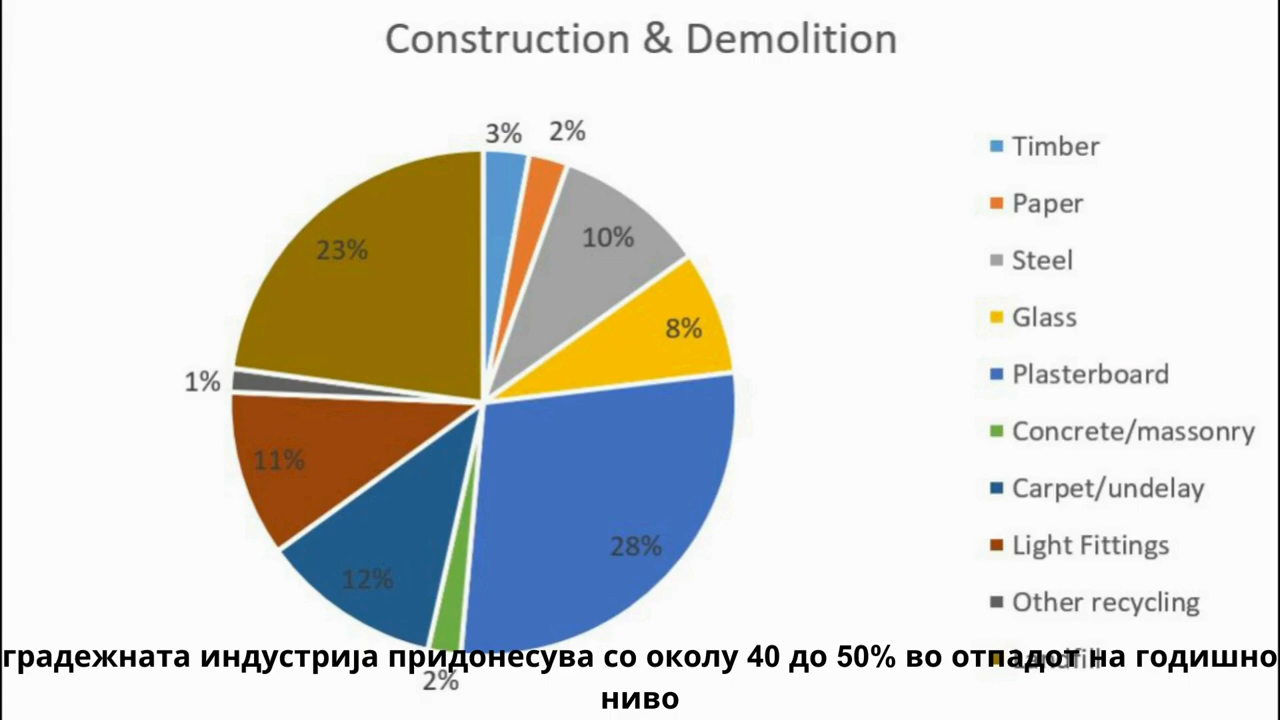 Construction & Demolition
3%
2%
10%
8%
28%
2%
12%
11%
1%
23%
Timber
Paper
Steel
Glass
Plasterboard
Concrete/massonry
Carpet/undelay
Light Fittings
Other recycling
Landfill
градежната индустрија придонесува со околу 40 до 50% во отпадот на годишно
ниво